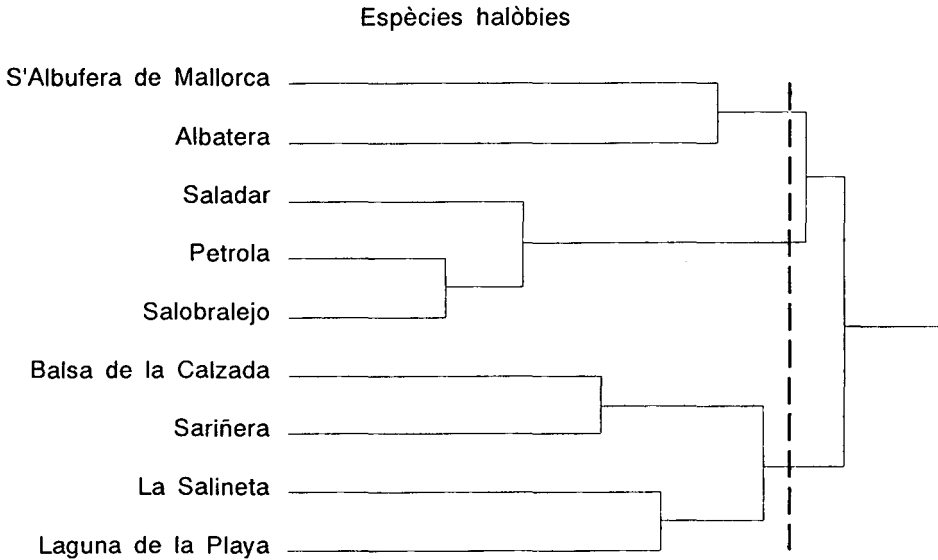 Espècies halòbies
S'Albufera de Mallorca
Albatera
Saladar
Petrola
Salobralejo
Balsa de la Calzada
Sariñera
La Salineta
Laguna de la Playa